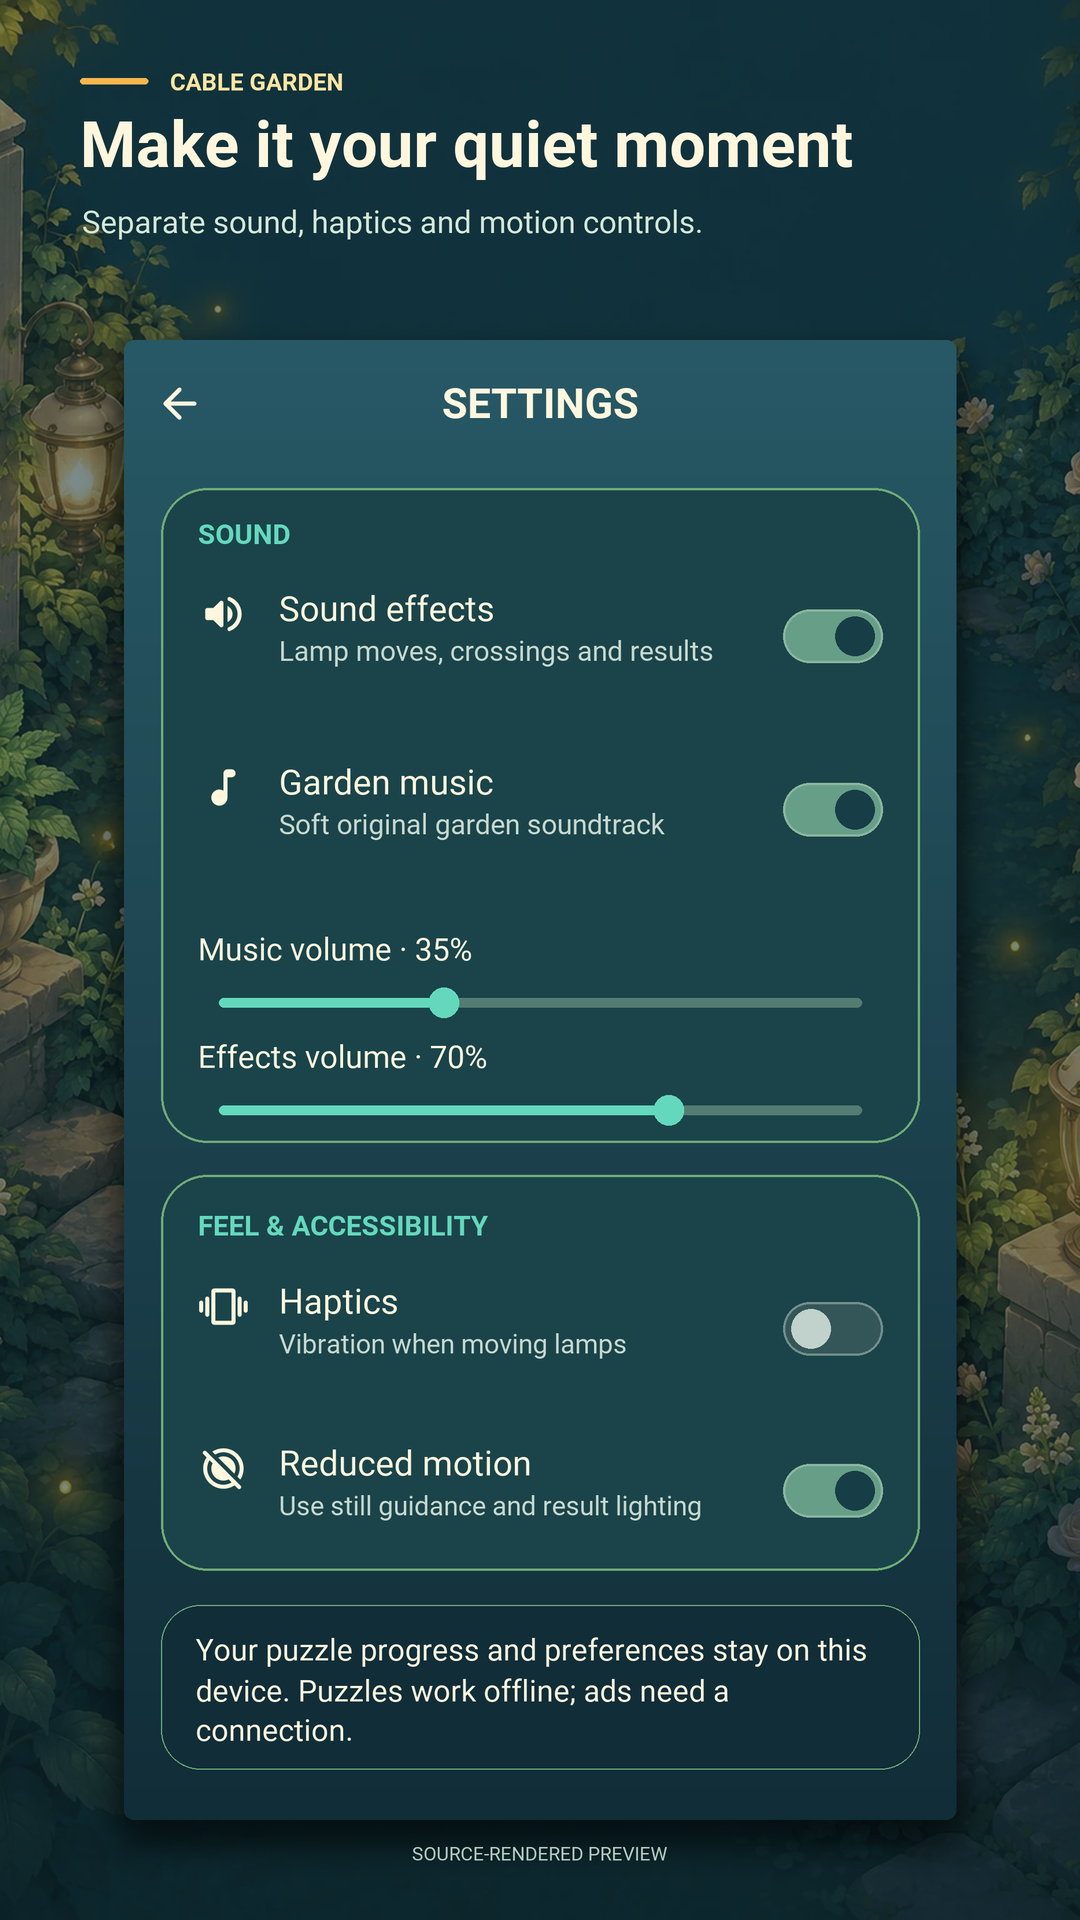 CABLE GARDEN
Make it your quiet moment
Separate sound, haptics and motion controls.
SETTINGS
SOUND
Sound effects
Lamp moves, crossings and results
Garden music
Soft original garden soundtrack
Music volume · 35%
Effects volume · 70%
FEEL & ACCESSIBILITY
Haptics
Vibration when moving lamps
Reduced motion
Use still guidance and result lighting
Your puzzle progress and preferences stay on this
device. Puzzles work offline; ads need a
connection.
SOURCE-RENDERED PREVIEW